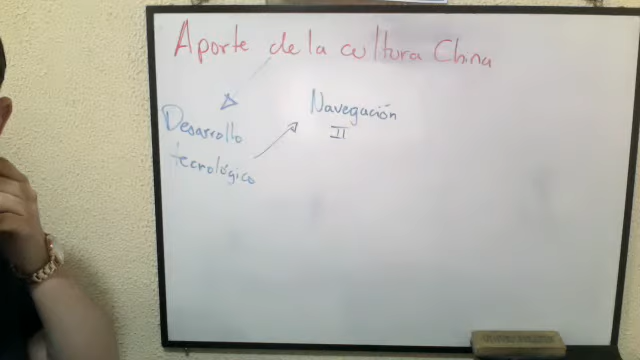 Aporte de la cultura China
Desarrollo
tecnológico
Navegación
II